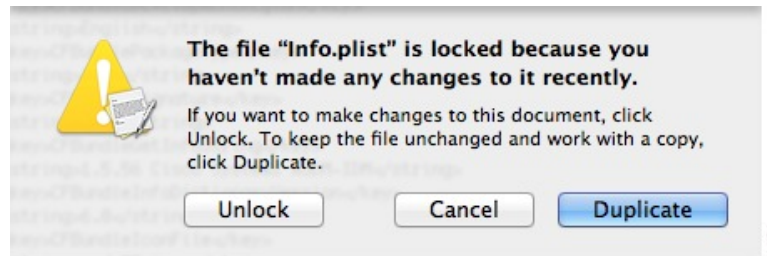 The file “Info.plist” is locked because you
haven’t made any changes to it recently.
If you want to make changes to this document, click
Unlock. To keep the file unchanged and work with a copy,
click Duplicate.
Unlock
Cancel
Duplicate